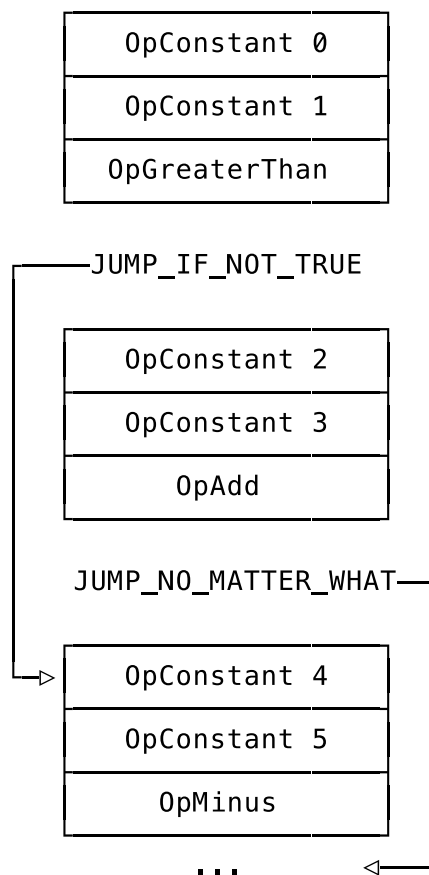 OpConstant 0
OpConstant 1
OpGreaterThan
JUMP_IF_NOT_TRUE
OpConstant 2
OpConstant 3
OpAdd
JUMP_NO_MATTER_WHAT
OpConstant 4
OpConstant 5
OpMinus
...